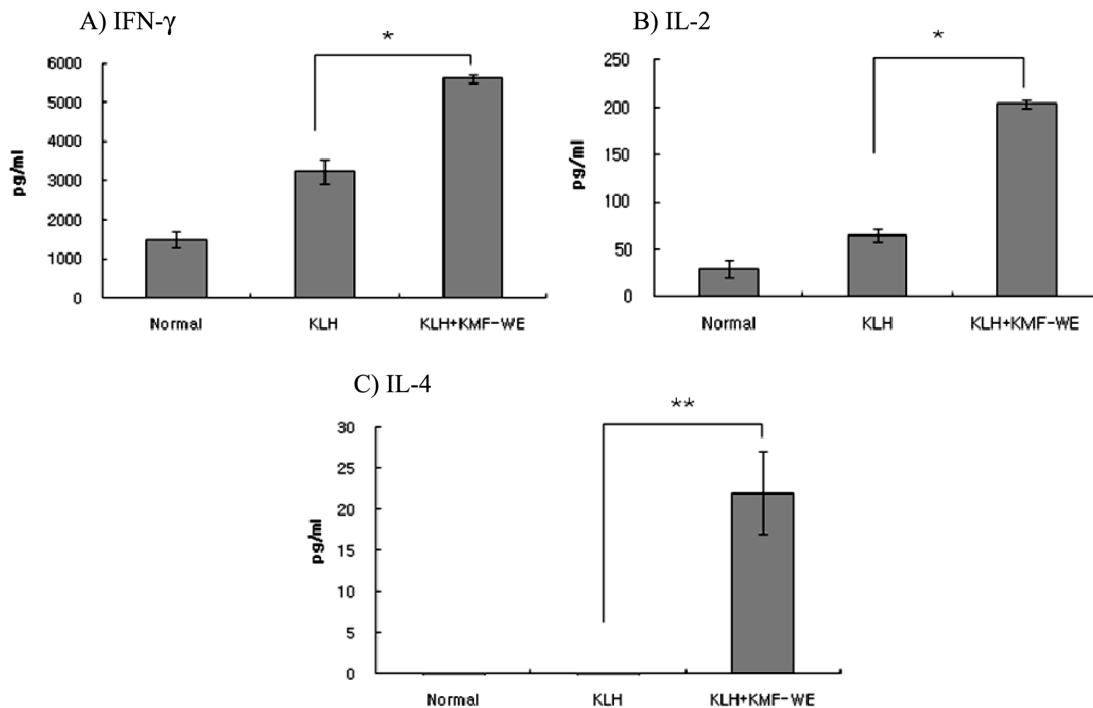 A) IFN-γ
*
6000
5000
4000
3000
2000
1000
0
pg/ml
Normal KLH KLH+KMF-WE
B) IL-2
*
250
200
150
100
50
0
pg/ml
Normal KLH KLH+KMF-WE
C) IL-4
**
30
25
20
15
10
5
0
pg/ml
Normal KLH KLH+KMF-WE